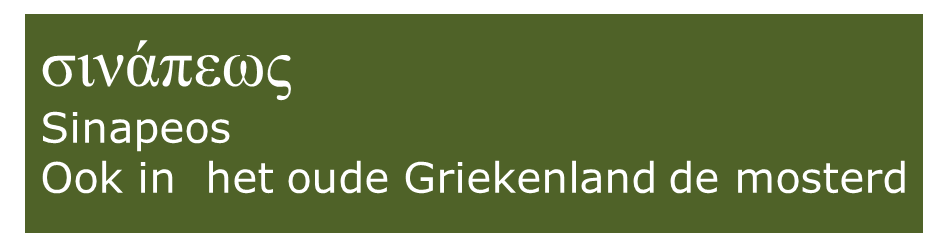 σινάπεως
Sinapeos
Ook in  het oude Griekenland de mosterd